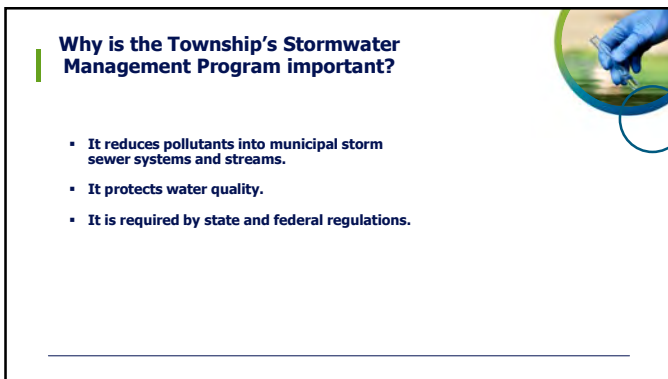 Why is the Township's Stormwater
Management Program important?
▪ It reduces pollutants into municipal storm
sewer systems and streams.
▪ It protects water quality.
▪ It is required by state and federal regulations.